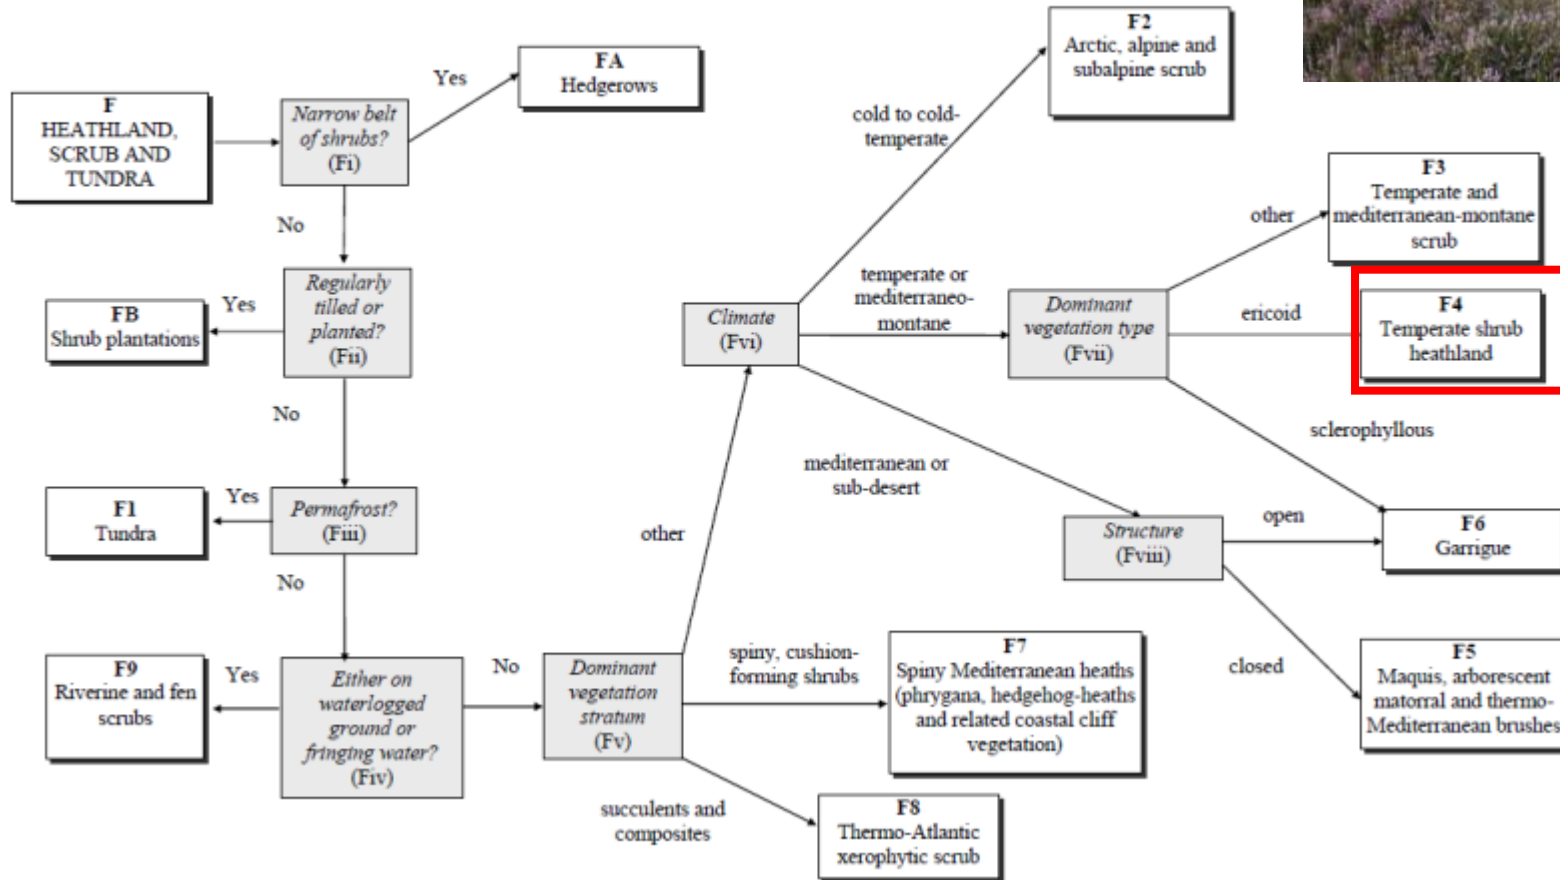 F
HEATHLAND,
SCRUB AND
TUNDRA
Narrow belt
of shrubs?
(Fi)
Yes
FA
Hedgerows
No
Regularly
tilled or
planted?
(Fii)
Yes
FB
Shrub plantations
No
Permafrost?
(Fiii)
Yes
F1
Tundra
No
Either on
waterlogged
ground or
fringing water?
(Fiv)
Yes
F9
Riverine and fen
scrubs
No
Dominant
vegetation
stratum
(Fv)
other
spiny, cushion-
forming shrubs
F7
Spiny Mediterranean heaths
(phrygana, hedgehog-heaths
and related coastal cliff
vegetation)
succulents and
composites
F8
Thermo-Atlantic
xerophytic scrub
Climate
(Fvi)
cold to cold-
temperate
F2
Arctic, alpine and
subalpine scrub
temperate or
mediterraneo-
montane
Dominant
vegetation type
(Fvii)
other
F3
Temperate and
mediterranean-montane
scrub
ericoid
F4
Temperate shrub
heathland
sclerophyllous
mediterranean or
sub-desert
Structure
(Fviii)
open
F6
Garrigue
closed
F5
Maquis, arborescent
matorral and thermo-
Mediterranean brushes